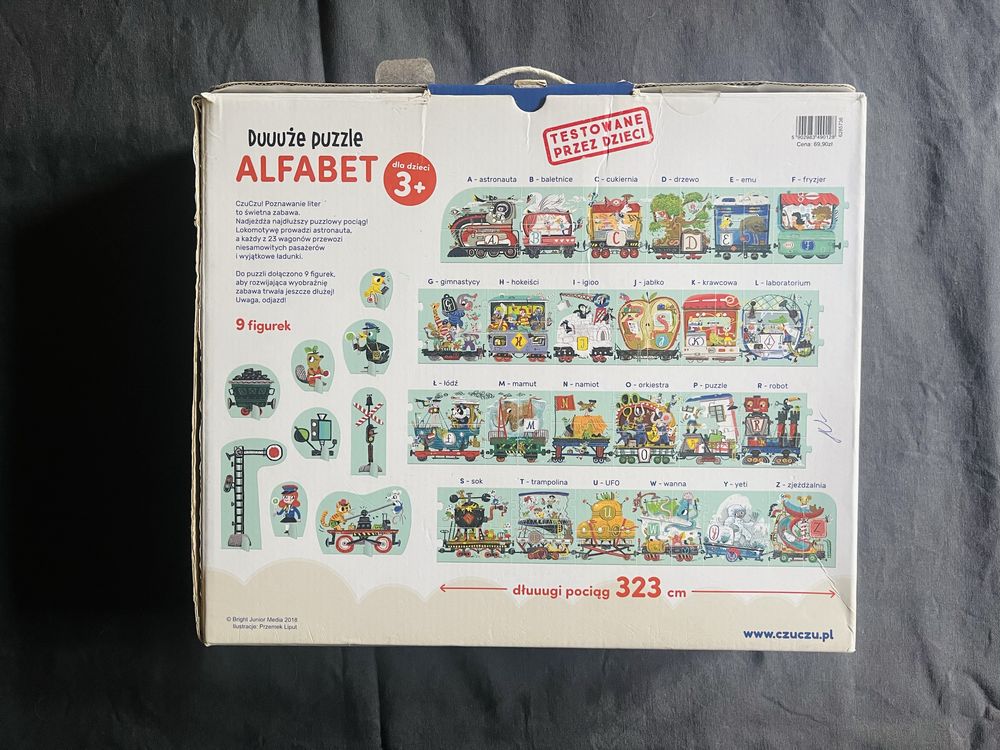 Duuuże puzzle
ALFABET
dla dzieci
3+
TESTOWANE
PRZEZ DZIECI
5 902983 490128
Cena: 69,90zł
CzuCzu! Poznawanie liter
to świetna zabawa.
Nadjeżdża najdłuższy puzzlowy pociąg!
Lokomotywę prowadzi astronauta,
a każdy z 23 wagonów przewozi
niesamowitych pasażerów
i wyjątkowe ładunki.
Do puzzli dołączono 9 figurek,
aby rozwijająca wyobraźnię
zabawa trwała jeszcze dłużej!
Uwaga, odjazd!
9 figurek
A - astronauta B - baletnice C - cukiernia D - drzewo E - emu F - fryzjer
A B C D E F
G - gimnastycy H - hokeiści I - igloo J - jabłko K - krawcowa L - laboratorium
Ł - łódź M - mamut N - namiot O - orkiestra P - puzzle R - robot
M N O R
S - sok T - trampolina U - UFO W - wanna Y - yeti Z - zjeżdżalnia
U Y Z
dłuuugi pociąg 323 cm
© Bright Junior Media 2018
Ilustracje: Przemek Liput
www.czuczu.pl